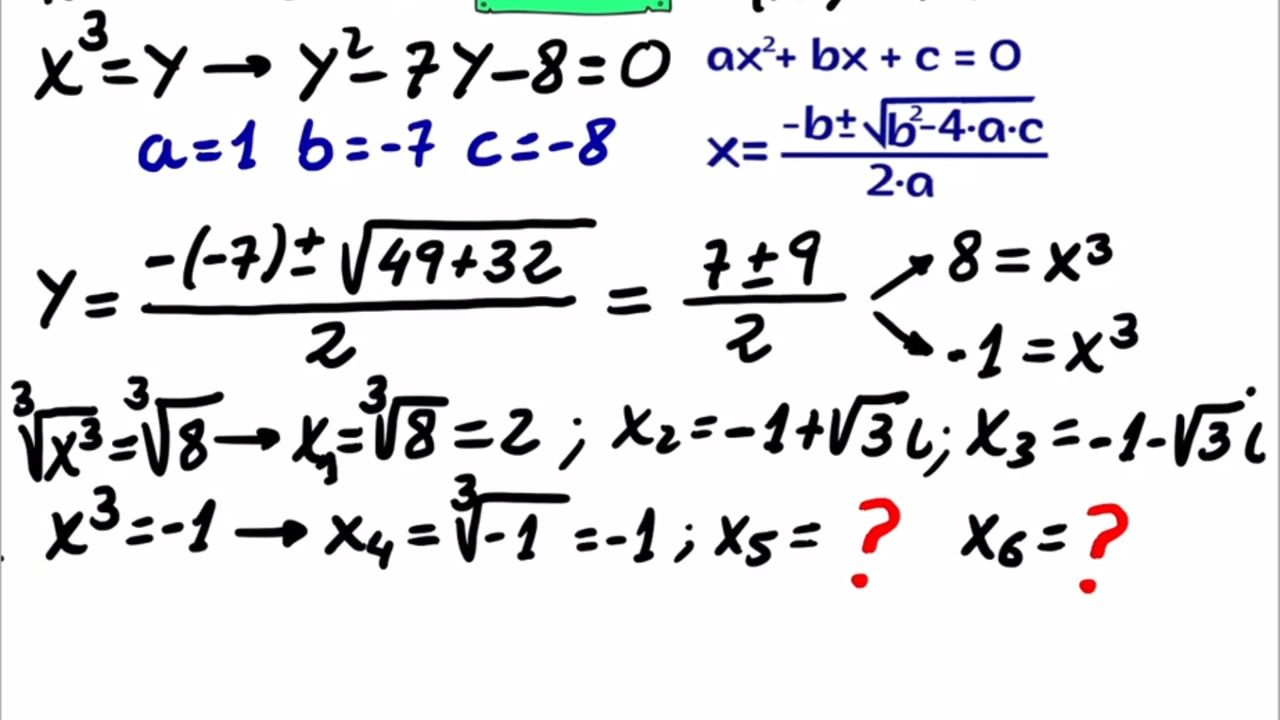 x³=y → y²-7y-8=0
ax²+ bx + c = 0
a=1 b=-7 c=-8
x= (-b±√(b²-4·a·c))/(2·a)
y= (-(-7)±√(49+32))/2 = (7±9)/2
8=x³
-1=x³
³√x³=³√8 → x₁=³√8=2 ; x₂=-1+√3i; x₃=-1-√3i
x³=-1 → x₄=³√-1=-1; x₅=? x₆=?